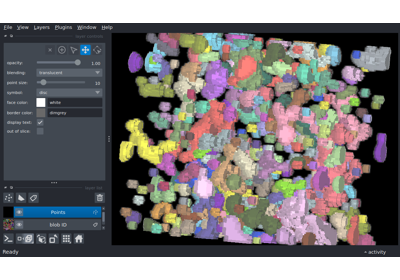 File View Layers Plugins Window Help
opacity: 1.00
blending: translucent
point size: 10
symbol: disc
face color: white
border color: dimgrey
display text: ✓
out of slice:
Points
blob ID
Ready
activity